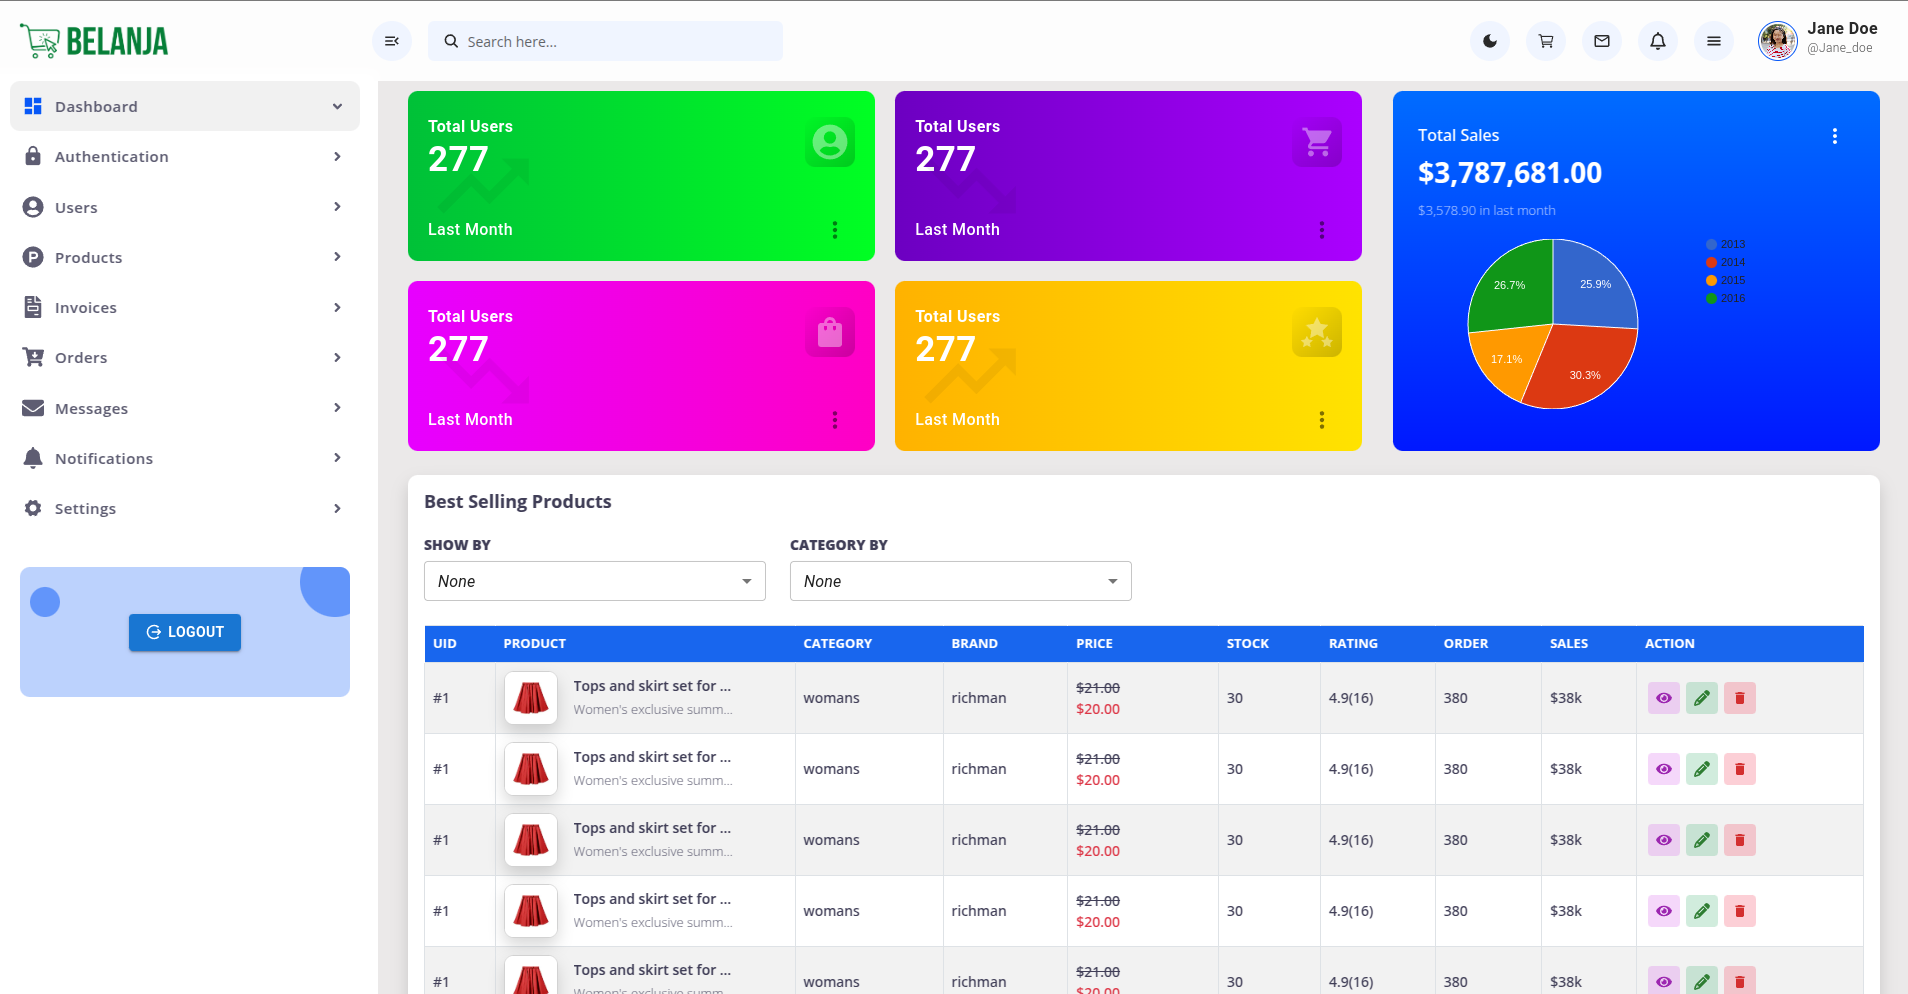 BELANJA
Search here...
Jane Doe
@Jane_doe
Dashboard
Authentication
Users
Products
Invoices
Orders
Messages
Notifications
Settings
LOGOUT
Total Users
277
Last Month
Total Users
277
Last Month
Total Users
277
Last Month
Total Users
277
Last Month
Total Sales
$3,787,681.00
$3,578.90 in last month
2013
2014
2015
2016
26.7%
25.9%
17.1%
30.3%
Best Selling Products
SHOW BY
None
CATEGORY BY
None
UID PRODUCT CATEGORY BRAND PRICE STOCK RATING ORDER SALES ACTION
#1 Tops and skirt set for ... womans richman $21.00 30 4.9(16) 380 $38k
Women's exclusive summ... $20.00
#1 Tops and skirt set for ... womans richman $21.00 30 4.9(16) 380 $38k
Women's exclusive summ... $20.00
#1 Tops and skirt set for ... womans richman $21.00 30 4.9(16) 380 $38k
Women's exclusive summ... $20.00
#1 Tops and skirt set for ... womans richman $21.00 30 4.9(16) 380 $38k
Women's exclusive summ... $20.00
#1 Tops and skirt set for ... womans richman $21.00 30 4.9(16) 380 $38k
Women's exclusive summ... $20.00